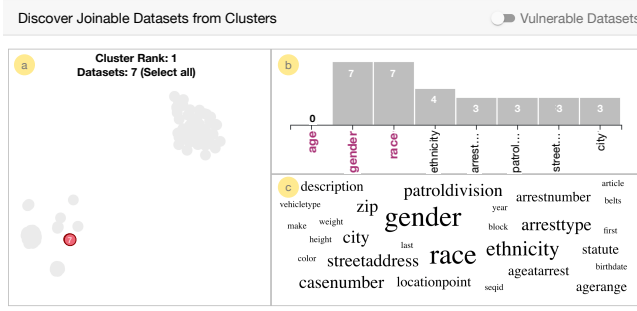 Discover Joinable Datasets from Clusters
Vulnerable Datasets
a
Cluster Rank: 1
Datasets: 7 (Select all)
7
b
0
7
7
4
3
3
3
3
age
gender
race
ethnicity
arrest...
patrol...
street...
city
c
description
patroldivision
arrestnumber
article
vehicletype
zip
year
belts
make
weight
gender
block
arresttype
first
height
city
last
race
ethnicity
statute
color
streetaddress
ageatarrest
birthdate
casenumber
locationpoint
seqid
agerange